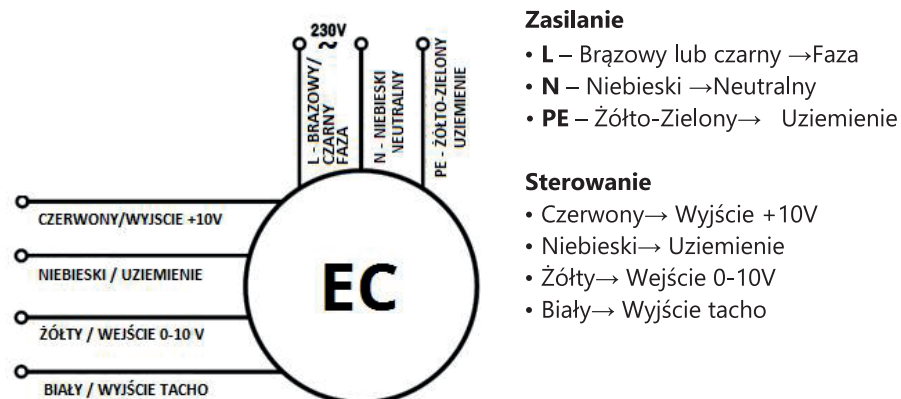 230V
~
L - BRAZOWY/
CZARNY
FAZA
N - NIEBIESKI
NEUTRALNY
PE - ŻÓŁTO-ZIELONY
UZIEMIENIE
CZERWONY/WYJSCIE +10V
NIEBIESKI / UZIEMIENIE
ŻÓŁTY / WEJŚCIE 0-10 V
BIAŁY / WYJŚCIE TACHO
EC
Zasilanie
• L – Brązowy lub czarny →Faza
• N – Niebieski →Neutralny
• PE – Żółto-Zielony→ Uziemienie
Sterowanie
• Czerwony→ Wyjście +10V
• Niebieski→ Uziemienie
• Żółty→ Wejście 0-10V
• Biały→ Wyjście tacho